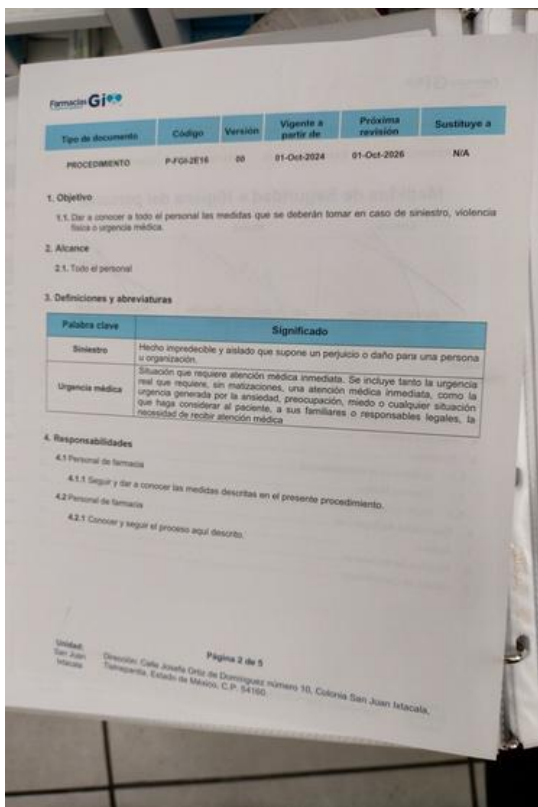 Farmacias Gi
Tipo de documento Código Versión Vigente a partir de Próxima revisión Sustituye a
PROCEDIMIENTO P-FGI-2E16 00 01-Oct-2024 01-Oct-2026 N/A
1. Objetivo
1.1. Dar a conocer a todo el personal las medidas que se deberán tomar en caso de siniestro, violencia
física o urgencia médica.
2. Alcance
2.1. Todo el personal
3. Definiciones y abreviaturas
Palabra clave Significado
Siniestro Hecho impredecible y aislado que supone un perjuicio o daño para una persona
u organización.
Urgencia médica Situación que requiere atención médica inmediata. Se incluye tanto la urgencia
real que requiere, sin matizaciones, una atención médica inmediata, como la
urgencia generada por la ansiedad, preocupación, miedo o cualquier situación
que haga considerar al paciente, a sus familiares o responsables legales, la
necesidad de recibir atención médica
4. Responsabilidades
4.1 Personal de farmacia
4.1.1 Seguir y dar a conocer las medidas descritas en el presente procedimiento.
4.2 Personal de farmacia
4.2.1 Conocer y seguir el proceso aquí descrito.
Página 2 de 5
Unidad:
San Juan
Ixtacala
Dirección: Calle Josefa Ortiz de Domínguez número 10, Colonia San Juan Ixtacala,
Tlalnepantla, Estado de México, C.P. 54160